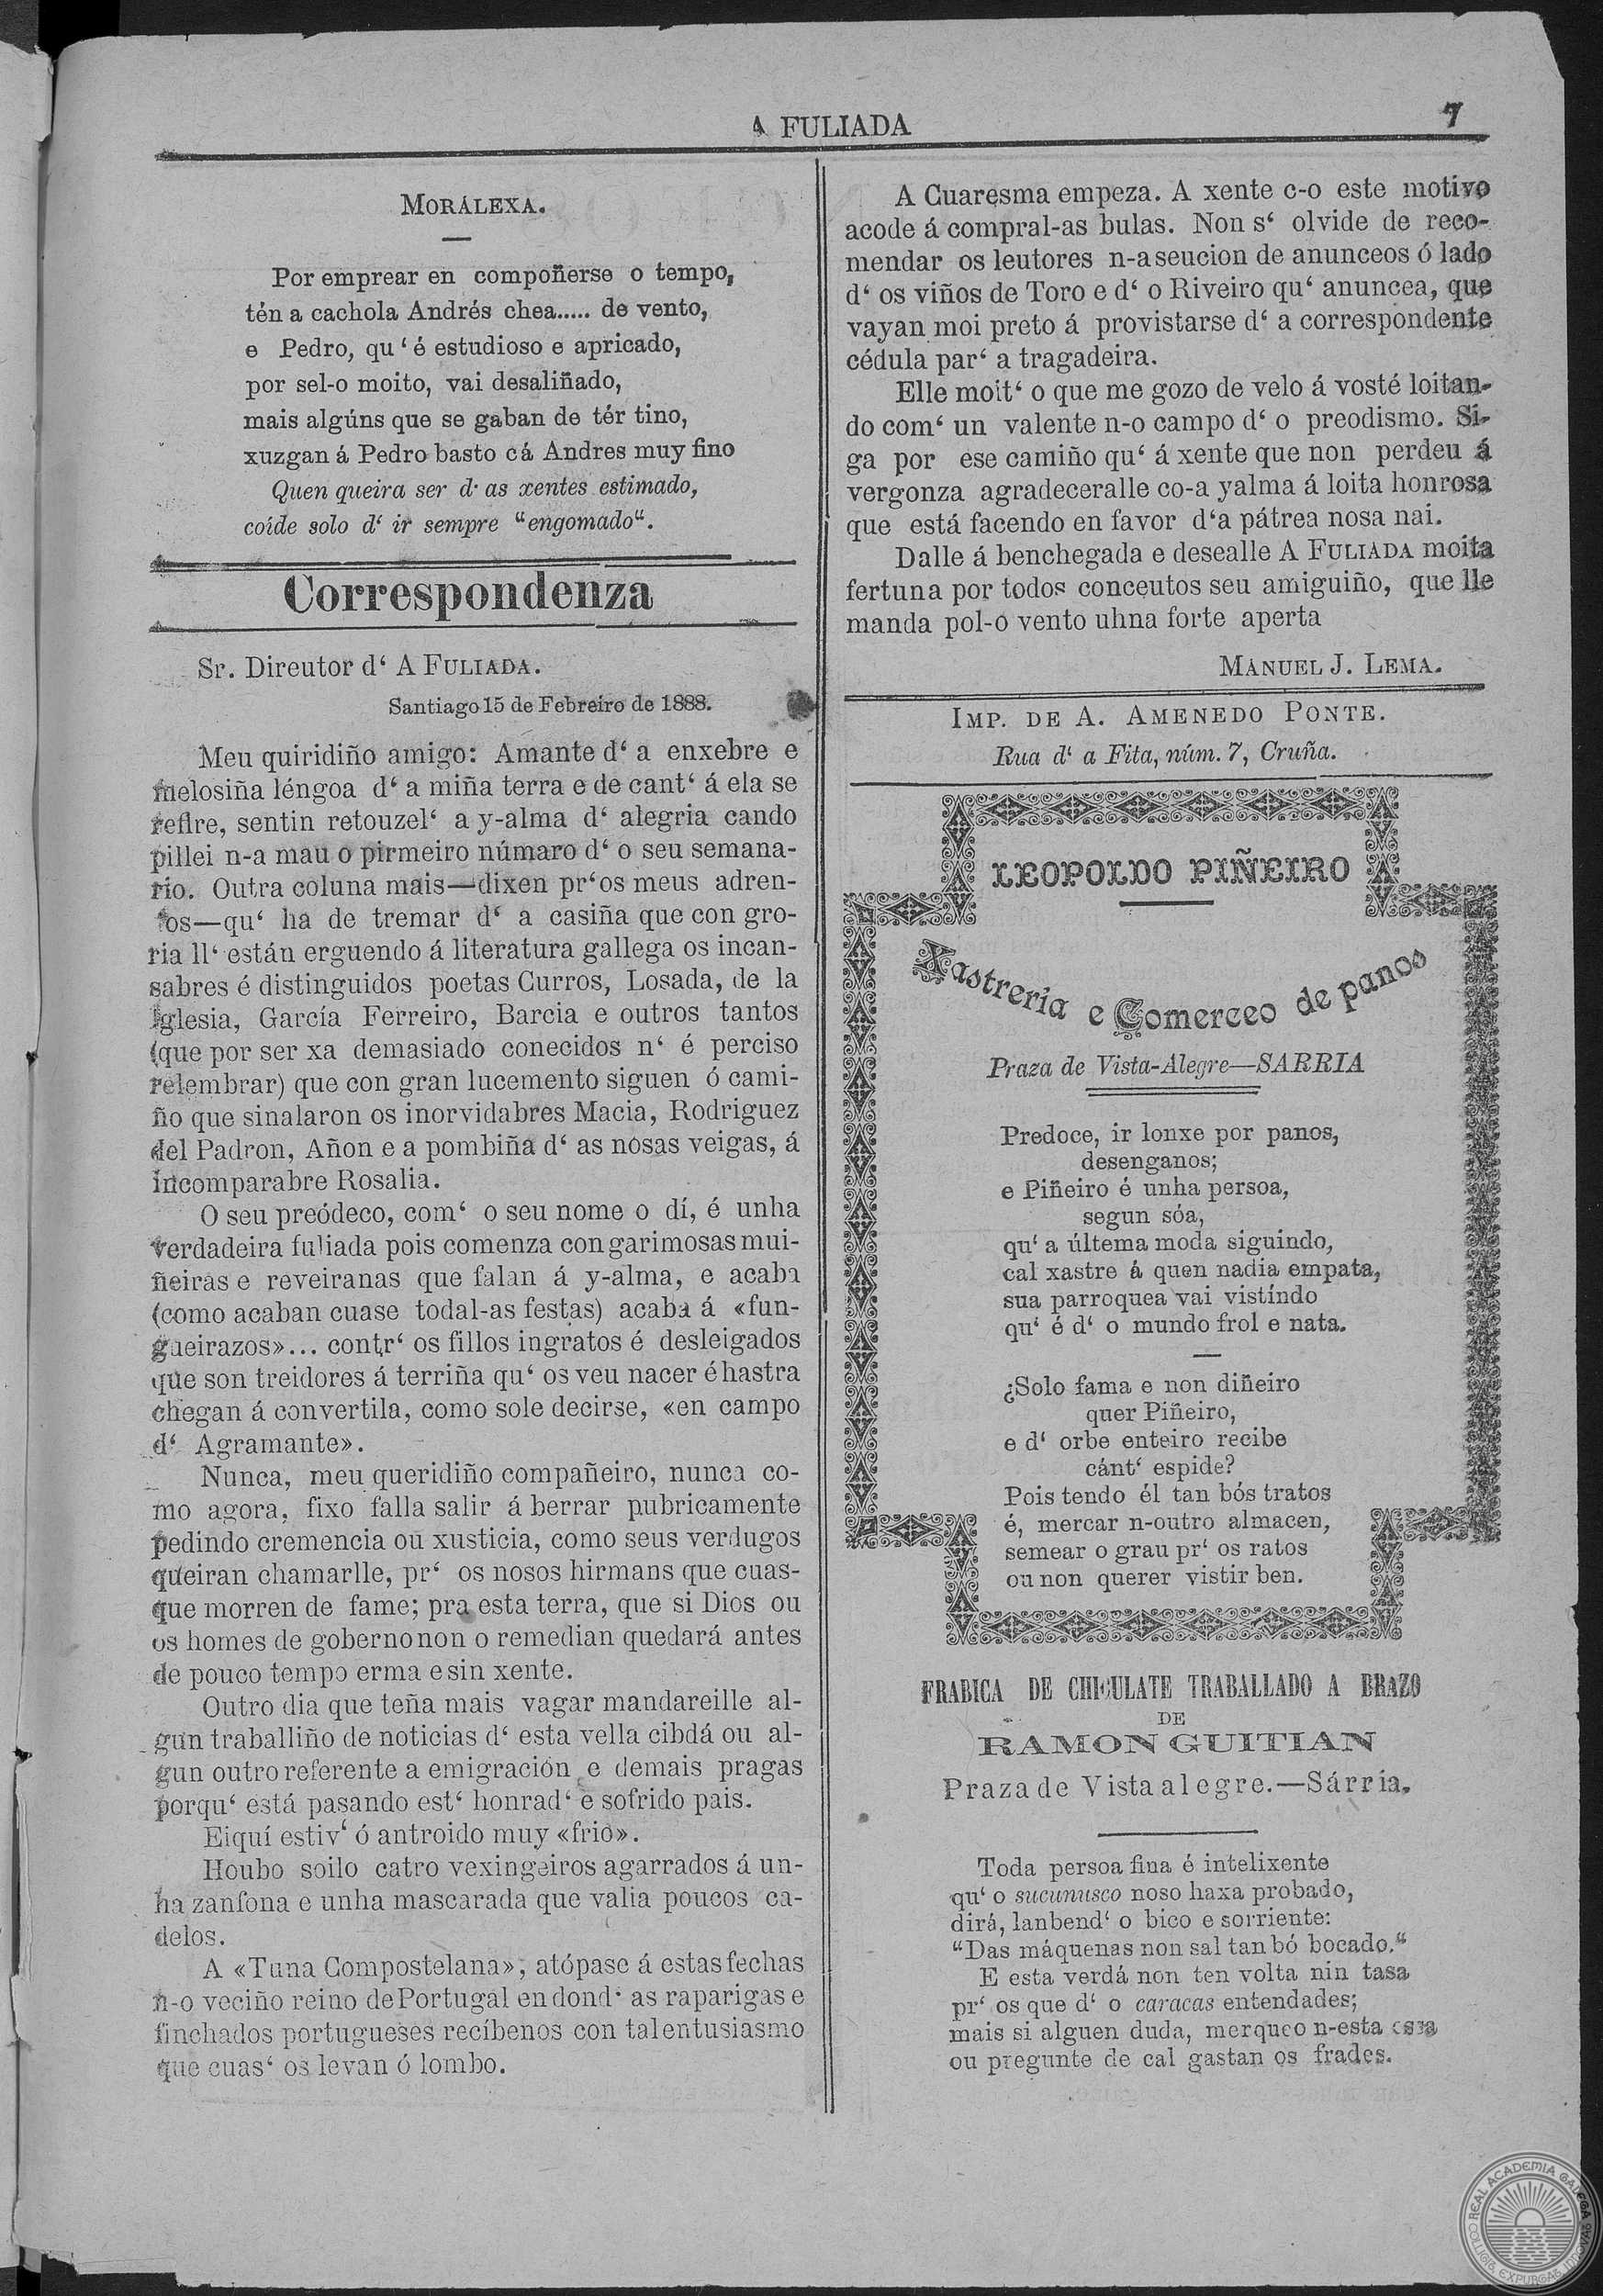 A FULIADA
7
MORÁLEXA.
Por emprear en compoñerse o tempo,
tén a cachola Andrés chea..... de vento,
e Pedro, qu‘é estudioso e apricado,
por sel-o moito, vai desaliñado,
mais algúns que se gaban de tér tino,
xuzgan á Pedro basto cá Andres muy fino
Quen queira ser d‘ as xentes estimado,
coíde solo d‘ ir sempre “engomado“.
Correspondenza
Sr. Direutor d‘ A FULIADA.
Santiago 15 de Febreiro de 1888.
Meu quiridiño amigo: Amante d‘ a enxebre e
melosiña léngoa d‘ a miña terra e de cant‘ á ela se
refire, sentin retouzel‘ a y-alma d‘ alegria cando
pillei n-a mau o pirmeiro númaro d‘ o seu semana-
rio. Outra coluna mais—dixen pr‘os meus adren-
tos—qu‘ ha de tremar d‘ a casiña que con gro-
ria ll‘ están erguendo á literatura gallega os incan-
sabres é distinguidos poetas Curros, Losada, de la
Iglesia, García Ferreiro, Barcia e outros tantos
(que por ser xa demasiado conecidos n‘ é perciso
relembrar) que con gran lucemento siguen ó cami-
ño que sinalaron os inorvidabres Macia, Rodriguez
del Padron, Añon e a pombiña d‘ as nosas veigas, á
incomparabre Rosalia.
O seu preódeco, com‘ o seu nome o dí, é unha
verdadeira fuliada pois comenza con garimosas mui-
ñeiras e reveiranas que falan á y-alma, e acaba
(como acaban cuase todal-as festas) acaba á «fun-
gueirazos»... contr‘ os fillos ingratos é desleigados
que son treidores á terriña qu‘ os veu nacer é hastra
chegan á convertila, como sole decirse, «en campo
d‘ Agramante».
Nunca, meu queridiño compañeiro, nunca co-
mo agora, fixo falla salir á berrar pubricamente
pedindo cremencia ou xusticia, como seus verdugos
queiran chamarlle, pr‘ os nosos hirmans que cuas-
que morren de fame; pra esta terra, que si Dios ou
os homes de goberno non o remedian quedará antes
de pouco tempo erma e sin xente.
Outro dia que teña mais vagar mandareille al-
gun traballiño de noticias d‘ esta vella cibdá ou al-
gun outro referente a emigración e demais pragas
porqu‘ está pasando est‘ honrad‘ e sofrido pais.
Eiquí estiv‘ ó antroido muy «frio».
Houbo soilo catro vexingeiros agarrados á un-
ha zanfona e unha mascarada que valia poucos ca-
delos.
A «Tuna Compostelana», atópase á estas fechas
n-o veciño reino de Portugal en dond‘ as raparigas e
finchados portugueses recíbenos con tal entusiasmo
que cuas‘ os levan ó lombo.
A Cuaresma empeza. A xente c-o este motivo
acode á compral-as bulas. Non s‘ olvide de reco-
mendar os leutores n-a seucion de anunceos ó lado
d‘ os viños de Toro e d‘ o Riveiro qu‘ anuncea, que
vayan moi preto á provistarse d‘ a correspondente
cédula par‘ a tragadeira.
Elle moit‘ o que me gozo de velo á vosté loitan-
do com‘ un valente n-o campo d‘ o preodismo. Si-
ga por ese camiño qu‘ á xente que non perdeu á
vergonza agradeceralle co-a yalma á loita honrosa
que está facendo en favor d‘a pátrea nosa nai.
Dalle á benchegada e desealle A FULIADA moita
fertuna por todos conceutos seu amiguiño, que lle
manda pol-o vento uhna forte aperta
MANUEL J. LEMA.
IMP. DE A. AMENEDO PONTE.
Rua d‘ a Fita, núm. 7, Cruña.
LEOPOLDO PIÑEIRO
Xastrería e Comerceo de panos
Praza de Vista-Alegre—SARRIA
Predoce, ir lonxe por panos,
desenganos;
e Piñeiro é unha persoa,
segun sóa,
qu‘ a últema moda siguindo,
cal xastre á quen nadia empata,
sua parroquea vai vistíndo
qu‘ é d‘ o mundo frol e nata.
¿Solo fama e non diñeiro
quer Piñeiro,
e d‘ orbe enteiro recibe
cánt‘ espide?
Pois tendo él tan bós tratos
é, mercar n-outro almacen,
semear o grau pr‘ os ratos
ou non querer vistir ben.
FRABICA DE CHICULATE TRABALLADO A BRAZO
DE
RAMON GUITIAN
Praza de Vista alegre.—Sárria.
Toda persoa fina é intelixente
qu‘ o sucunusco noso haxa probado,
dirá, lanbend‘ o bico e sorriente:
“Das máquenas non sal tan bó bocado.“
E esta verdá non ten volta nin tasa
pr‘ os que d‘ o caracas entendades;
mais si alguen duda, merqueo n-esta casa
ou pregunte de cal gastan os frades.
REAL ACADEMIA GALEGA